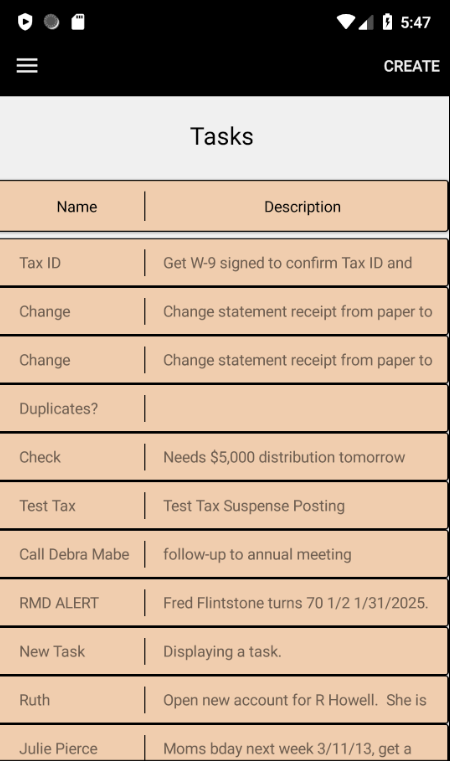 5:47
CREATE
Tasks
Name Description
Tax ID Get W-9 signed to confirm Tax ID and
Change Change statement receipt from paper to
Change Change statement receipt from paper to
Duplicates?
Check Needs $5,000 distribution tomorrow
Test Tax Test Tax Suspense Posting
Call Debra Mabe follow-up to annual meeting
RMD ALERT Fred Flintstone turns 70 1/2 1/31/2025.
New Task Displaying a task.
Ruth Open new account for R Howell.  She is
Julie Pierce Moms bday next week 3/11/13, get a